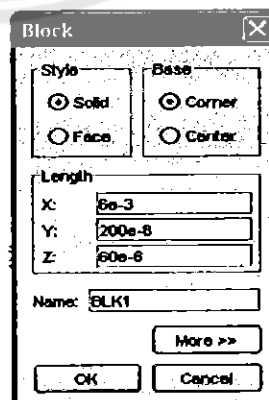 Block
Style Base
Solid Corner
Face Center
Length
X: 6e-3
Y: 200e-8
Z: 60e-6
Name: BLK1
More >>
OK Cancel